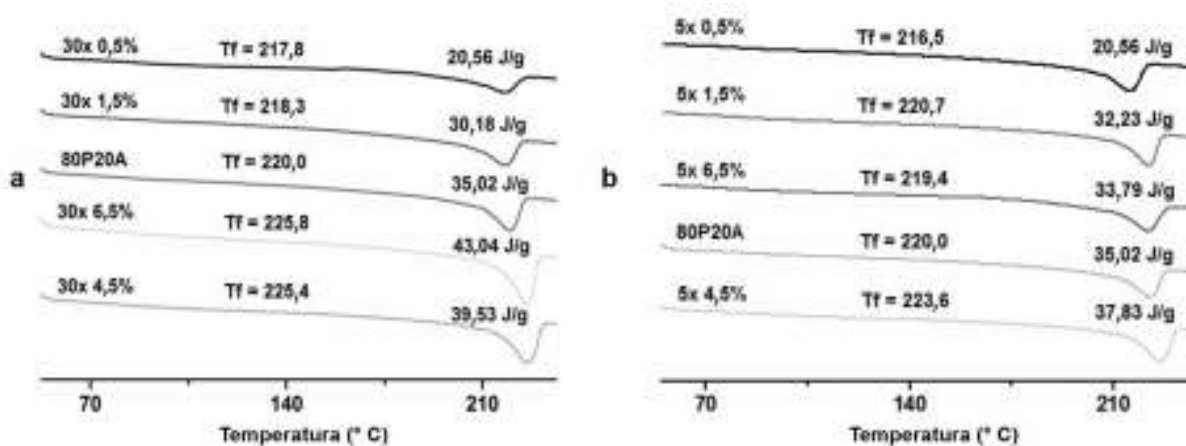 a
30x 0,5% Tf = 217,8 20,56 J/g
30x 1,5% Tf = 218,3 30,18 J/g
80P20A Tf = 220,0 35,02 J/g
30x 6,5% Tf = 225,8 43,04 J/g
30x 4,5% Tf = 225,4 39,53 J/g
70 140 210
Temperatura (° C)
b
5x 0,5% Tf = 216,5 20,56 J/g
5x 1,5% Tf = 220,7 32,23 J/g
5x 6,5% Tf = 219,4 33,79 J/g
80P20A Tf = 220,0 35,02 J/g
5x 4,5% Tf = 223,6 37,83 J/g
70 140 210
Temperatura (° C)